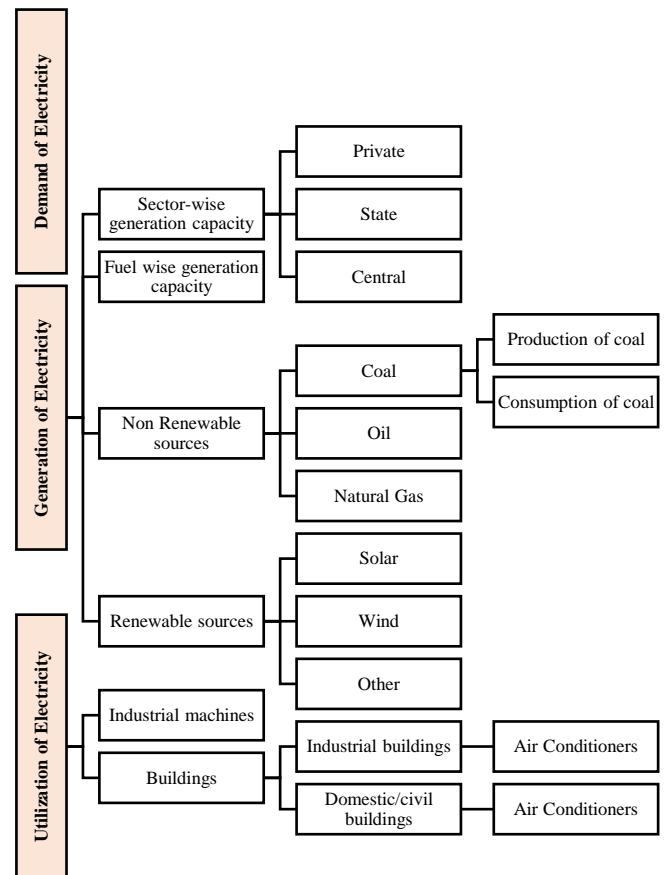 Demand of Electricity
Sector-wise
generation capacity
Private
State
Central
Fuel wise generation
capacity
Generation of Electricity
Non Renewable
sources
Coal
Production of coal
Consumption of coal
Oil
Natural Gas
Renewable sources
Solar
Wind
Other
Utilization of Electricity
Industrial machines
Buildings
Industrial buildings
Air Conditioners
Domestic/civil
buildings
Air Conditioners